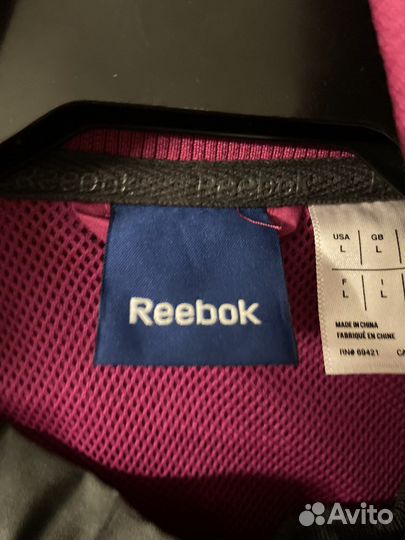 Reebok Reebok
Reebok
USA GB
L L
F I
L L
MADE IN CHINA
FABRIQUÉ EN CHINE
RN# 69421 CA
Avito